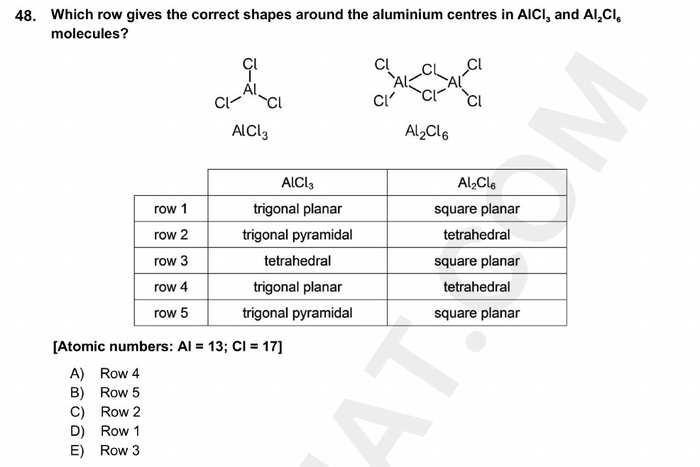 48. Which row gives the correct shapes around the aluminium centres in AlCl₃ and Al₂Cl₆
molecules?
Cl
Al
Cl Cl
AlCl₃
Cl Cl Cl
Al Al
Cl Cl Cl
Al₂Cl₆
AlCl₃ Al₂Cl₆
row 1 trigonal planar square planar
row 2 trigonal pyramidal tetrahedral
row 3 tetrahedral square planar
row 4 trigonal planar tetrahedral
row 5 trigonal pyramidal square planar
[Atomic numbers: Al = 13; Cl = 17]
A) Row 4
B) Row 5
C) Row 2
D) Row 1
E) Row 3
AT.COM